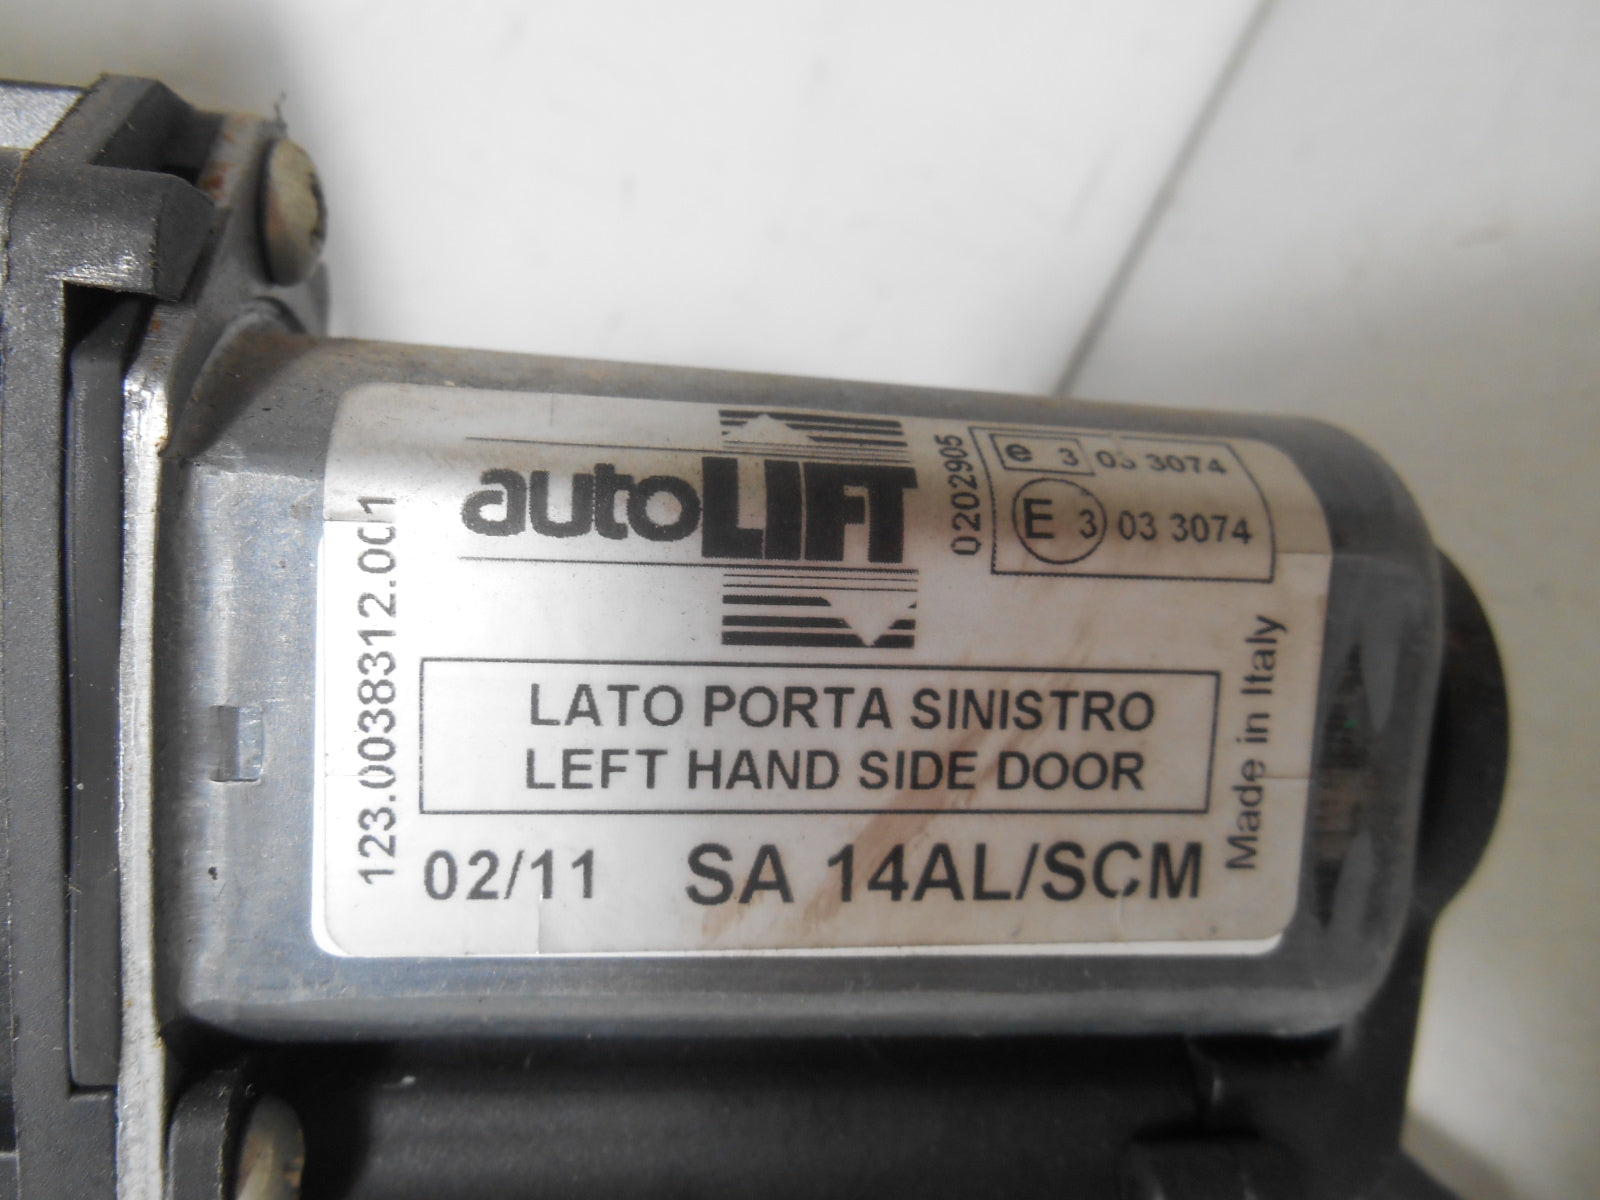 autoLIFT
0202905
e 3 03 3074
E 3 03 3074
123.0038312.001
LATO PORTA SINISTRO
LEFT HAND SIDE DOOR
Made in Italy
02/11 SA 14AL/SCM